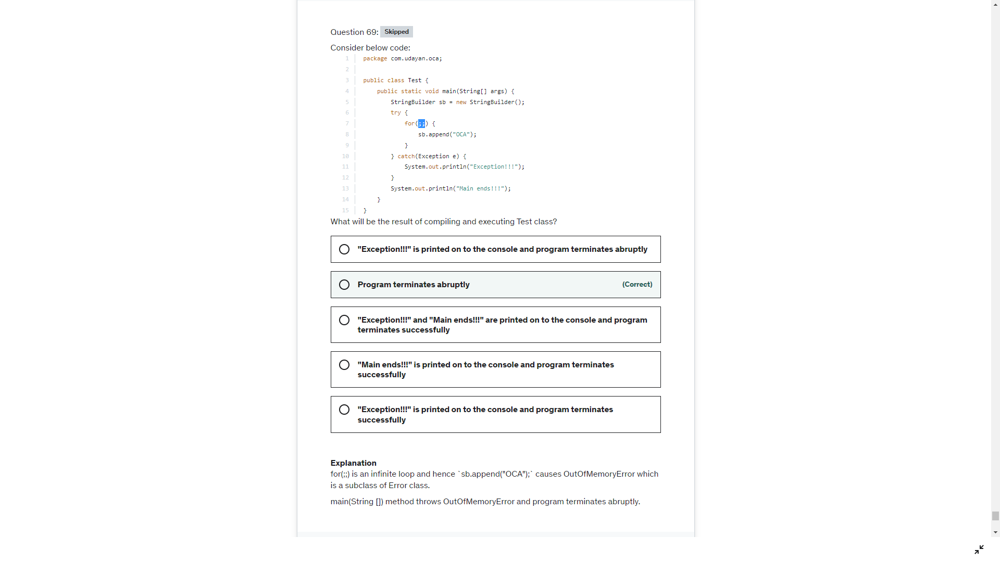 Question 69: Skipped
Consider below code:
1 package com.udayan.oca;
2
3 public class Test {
4 public static void main(String[] args) {
5 StringBuilder sb = new StringBuilder();
6 try {
7 for(;;) {
8 sb.append("OCA");
9 }
10 } catch(Exception e) {
11 System.out.println("Exception!!!");
12 }
13 System.out.println("Main ends!!!");
14 }
15 }
What will be the result of compiling and executing Test class?
"Exception!!!" is printed on to the console and program terminates abruptly
Program terminates abruptly (Correct)
"Exception!!!" and "Main ends!!!" are printed on to the console and program
terminates successfully
"Main ends!!!" is printed on to the console and program terminates
successfully
"Exception!!!" is printed on to the console and program terminates
successfully
Explanation
for(;;) is an infinite loop and hence `sb.append("OCA");` causes OutOfMemoryError which
is a subclass of Error class.
main(String []) method throws OutOfMemoryError and program terminates abruptly.